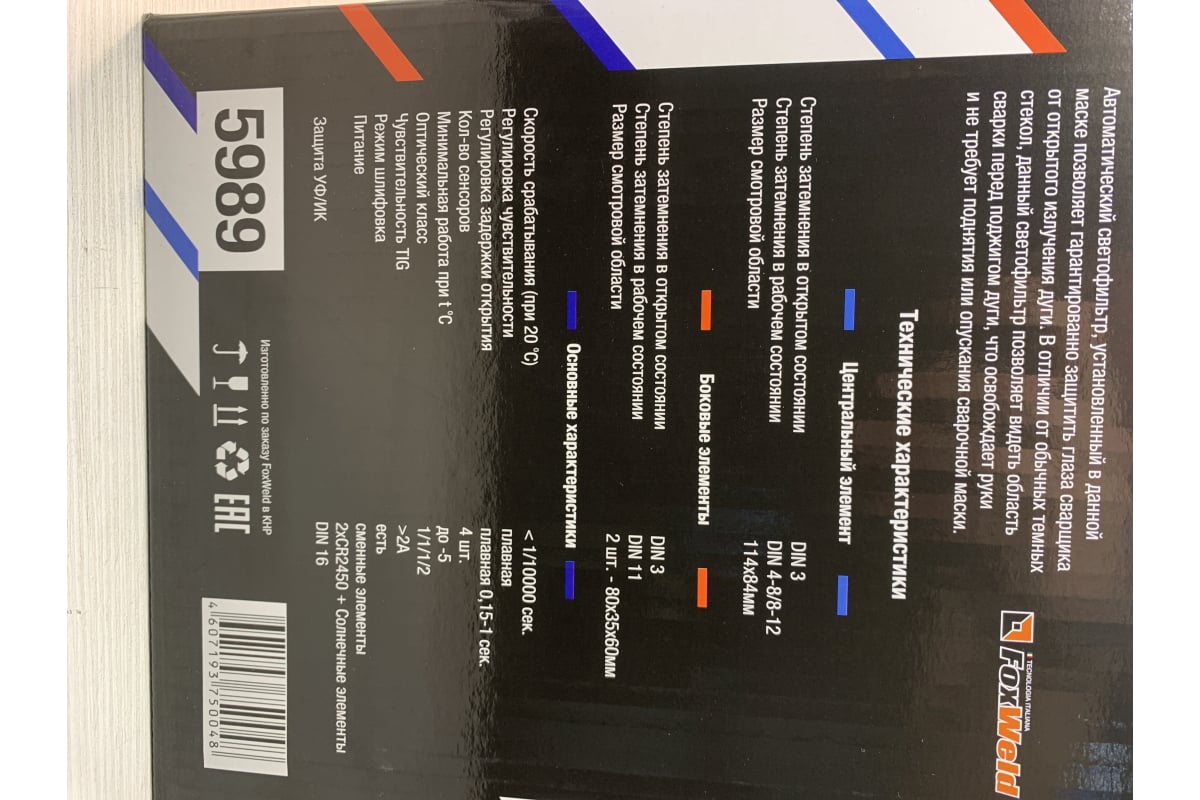 Автоматический светофильтр, установленный в данной
маске позволяет гарантированно защитить глаза сварщика
от открытого излучения дуги. В отличии от обычных темных
стекол, данный светофильтр позволяет видеть область
сварки перед поджигом дуги, что освобождает руки
и не требует поднятия или опускания сварочной маски.
TECNOLOGIA ITALIANA
FoxWeld
Технические характеристики
Центральный элемент
Степень затемнения в открытом состоянии DIN 3
Степень затемнения в рабочем состоянии DIN 4-8/8-12
Размер смотровой области 114х84мм
Боковые элементы
Степень затемнения в открытом состоянии DIN 3
Степень затемнения в рабочем состоянии DIN 11
Размер смотровой области 2 шт. - 80х35х60мм
Основные характеристики
Скорость срабатывания (при 20 °С) < 1/10000 сек.
Регулировка чувствительности плавная
Регулировка задержки открытия плавная 0,15-1 сек.
Кол-во сенсоров 4 шт.
Минимальная работа при t °C до -5
Оптический класс 1/1/1/2
Чувствительность TIG >2А
Режим шлифовка есть
Питание сменные элементы
2xCR2450 + Солнечные элементы
Защита УФ/ИК DIN 16
5989
Изготовленно по заказу FoxWeld в КНР
EAC
4 607193 750048